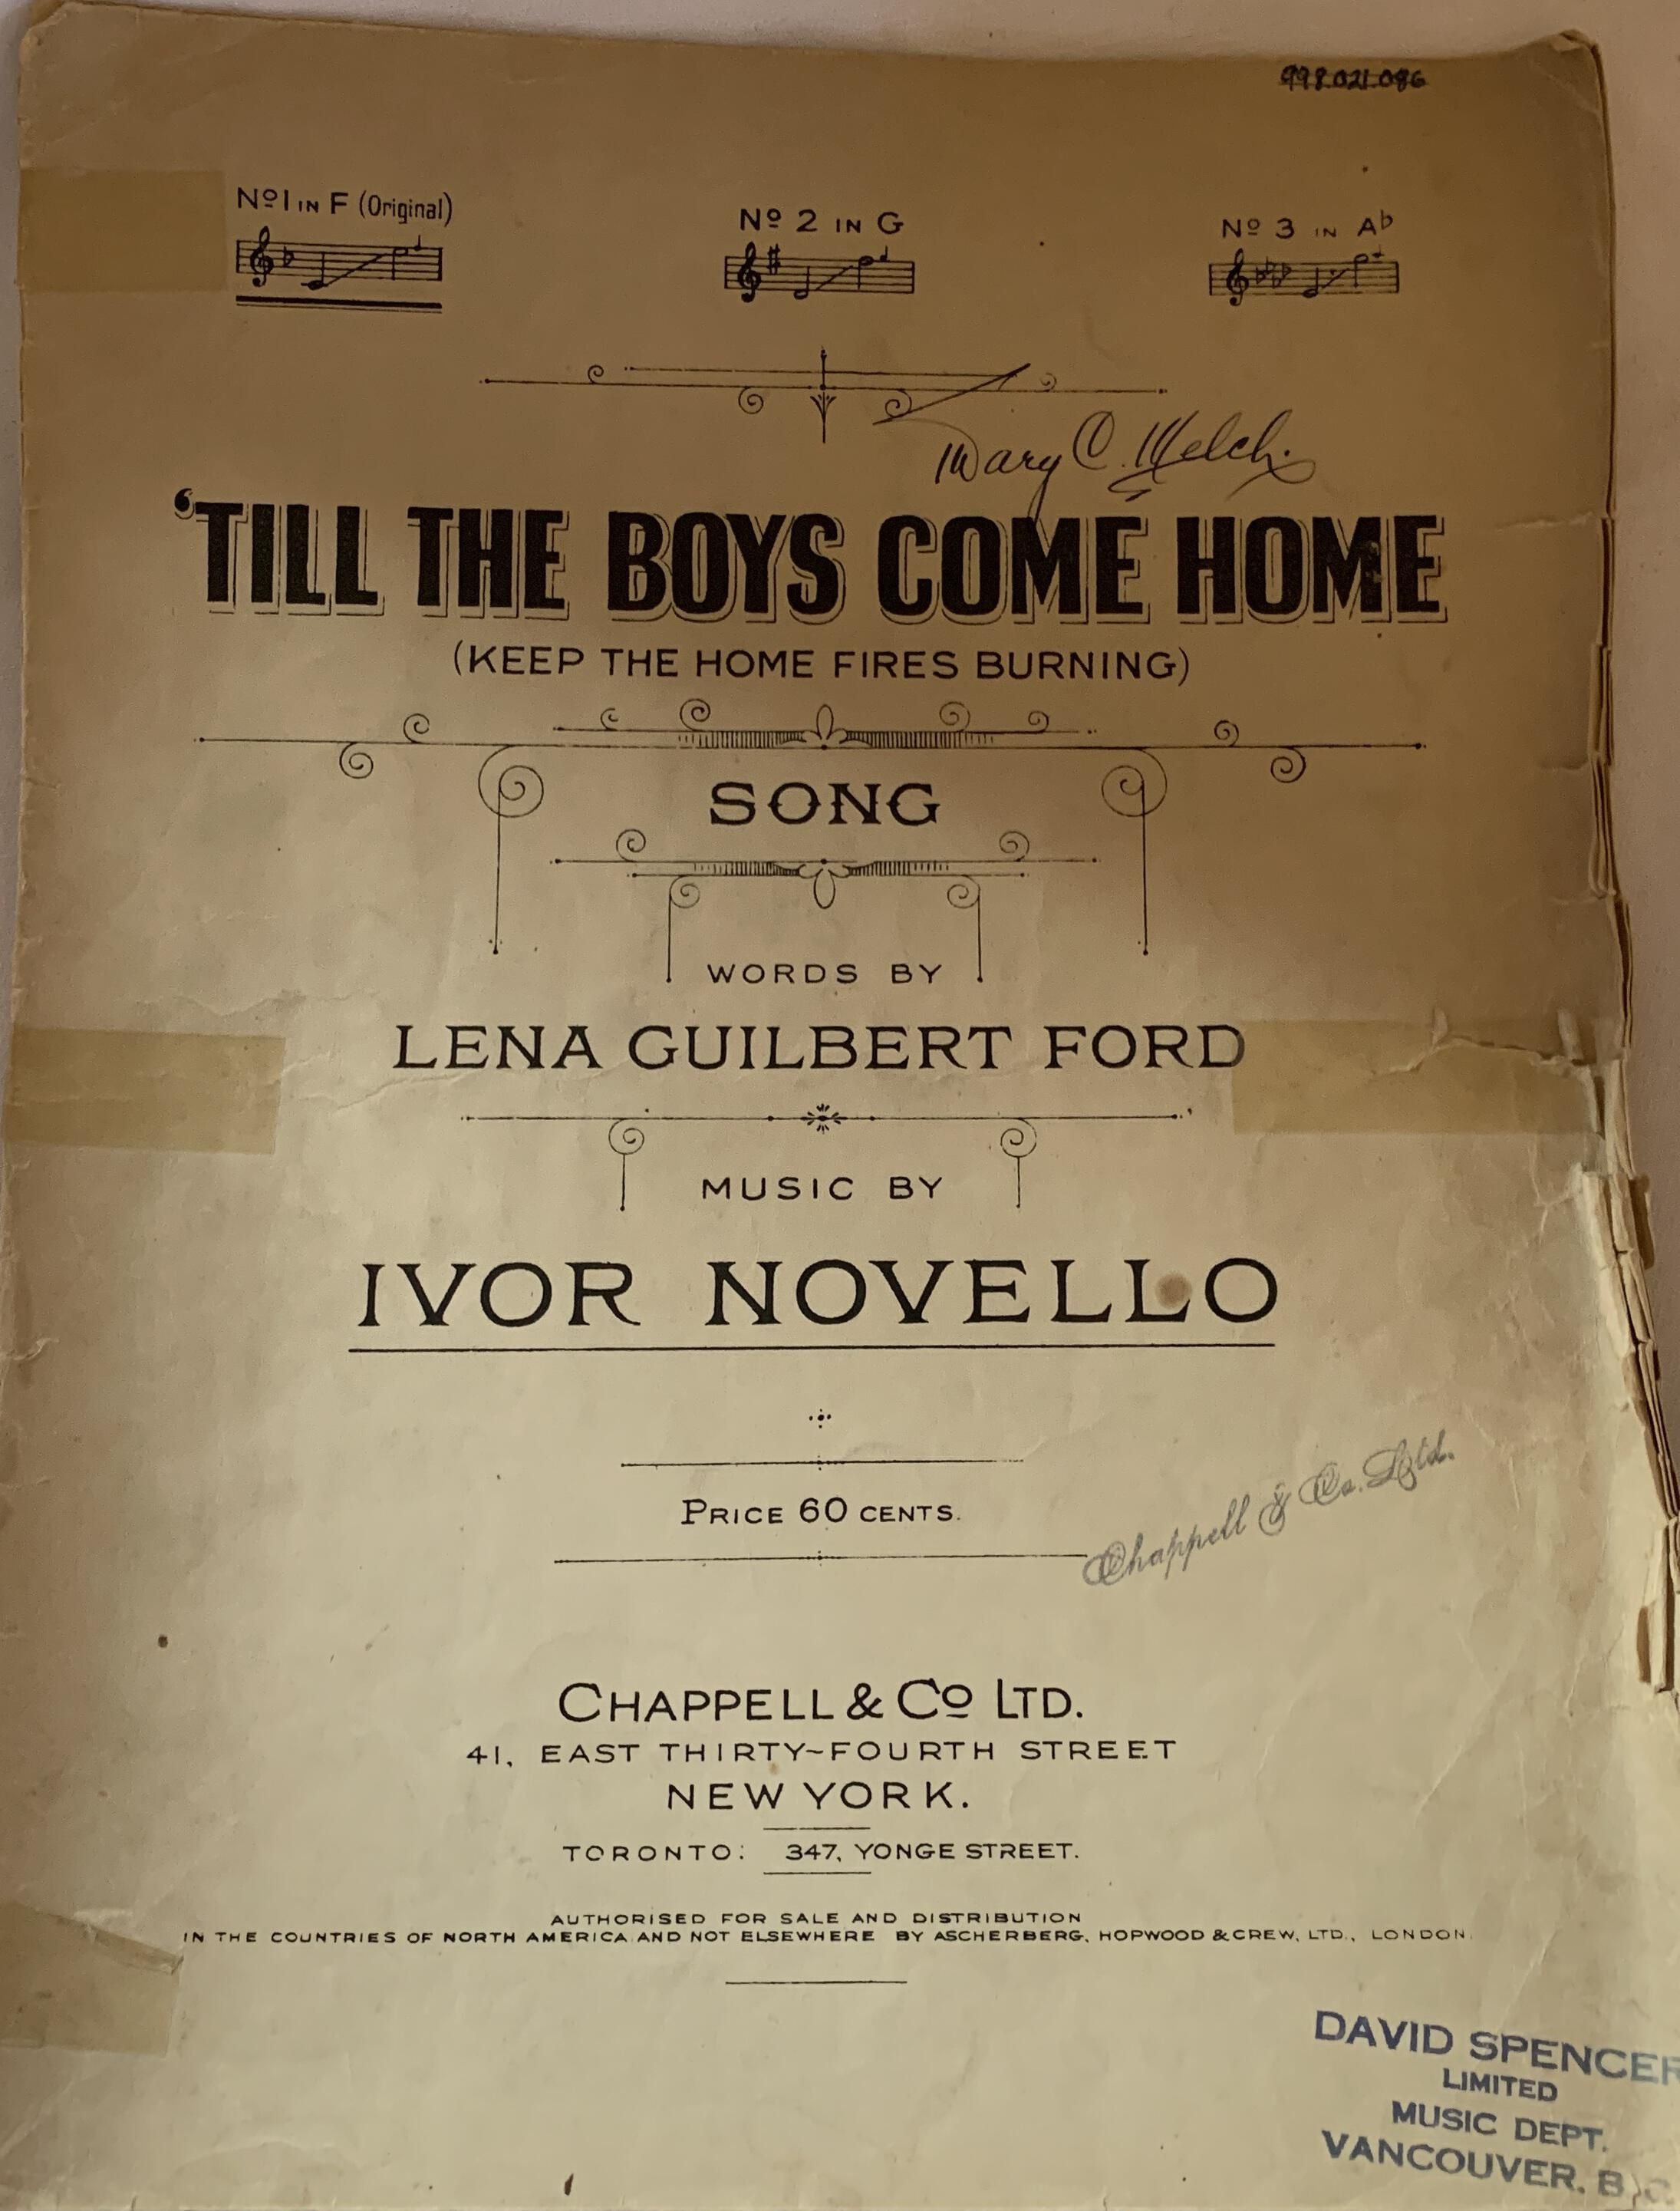 998.021.086
Nº 1 IN F (Original)
Nº 2 IN G
Nº 3 IN A♭
Mary C. Welch.
‘TILL THE BOYS COME HOME
(KEEP THE HOME FIRES BURNING)
SONG
WORDS BY
LENA GUILBERT FORD
MUSIC BY
IVOR NOVELLO
PRICE 60 CENTS.
Chappell & Co. Ltd.
CHAPPELL & Cº LTD.
41, EAST THIRTY-FOURTH STREET
NEW YORK.
TORONTO: 347, YONGE STREET.
AUTHORISED FOR SALE AND DISTRIBUTION
IN THE COUNTRIES OF NORTH AMERICA AND NOT ELSEWHERE BY ASCHERBERG, HOPWOOD & CREW, LTD., LONDON.
DAVID SPENCER
LIMITED
MUSIC DEPT.
VANCOUVER. B.C.